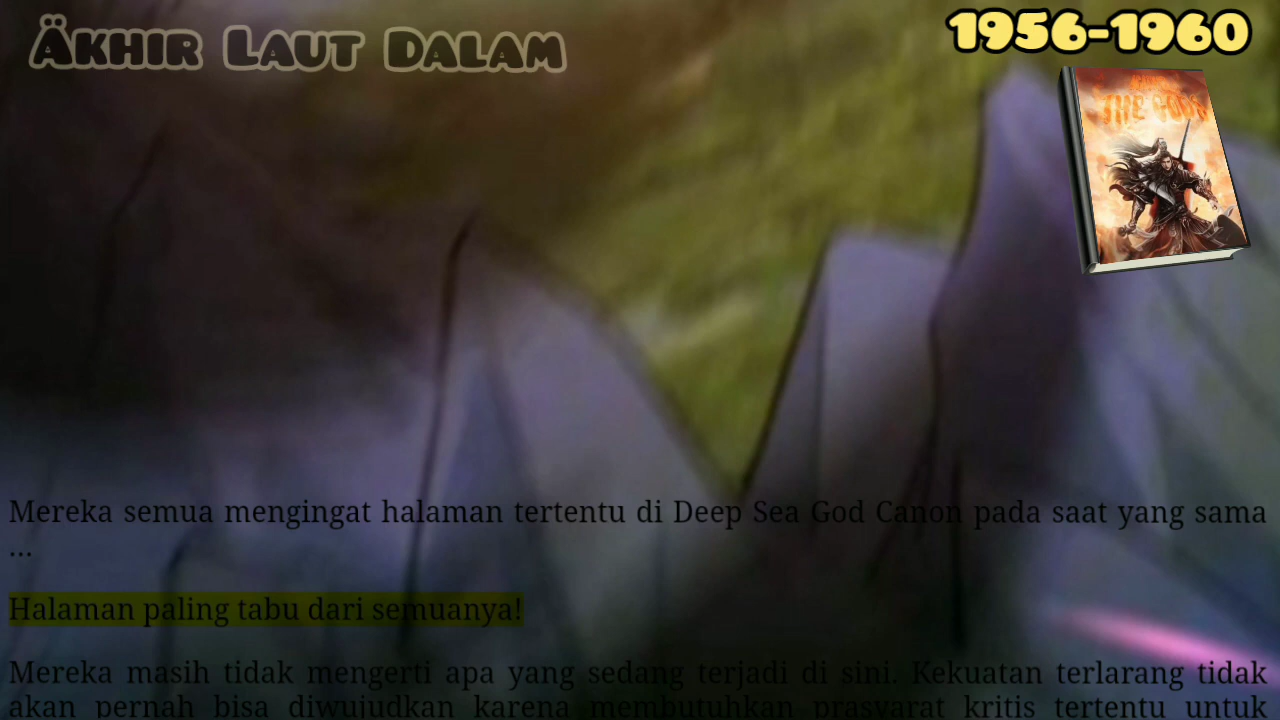 Äkhir Laut Dalam
1956-1960
THE GODS
Mereka semua mengingat halaman tertentu di Deep Sea God Canon pada saat yang sama
...
Halaman paling tabu dari semuanya!
Mereka masih tidak mengerti apa yang sedang terjadi di sini. Kekuatan terlarang tidak
akan pernah bisa diwujudkan karena membutuhkan prasyarat kritis tertentu untuk